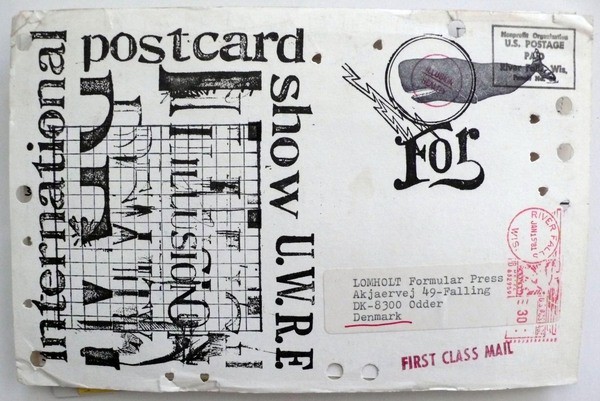 international
postcard
show U.W.R.F.
ILLUSION
For
Nonprofit Organization
U.S. POSTAGE
PAID
River Falls, Wis.
RIVER FALLS
WIS.
LOMHOLT Formular Press
Akjaervej 49-Falling
DK-8300 Odder
Denmark
FIRST CLASS MAIL